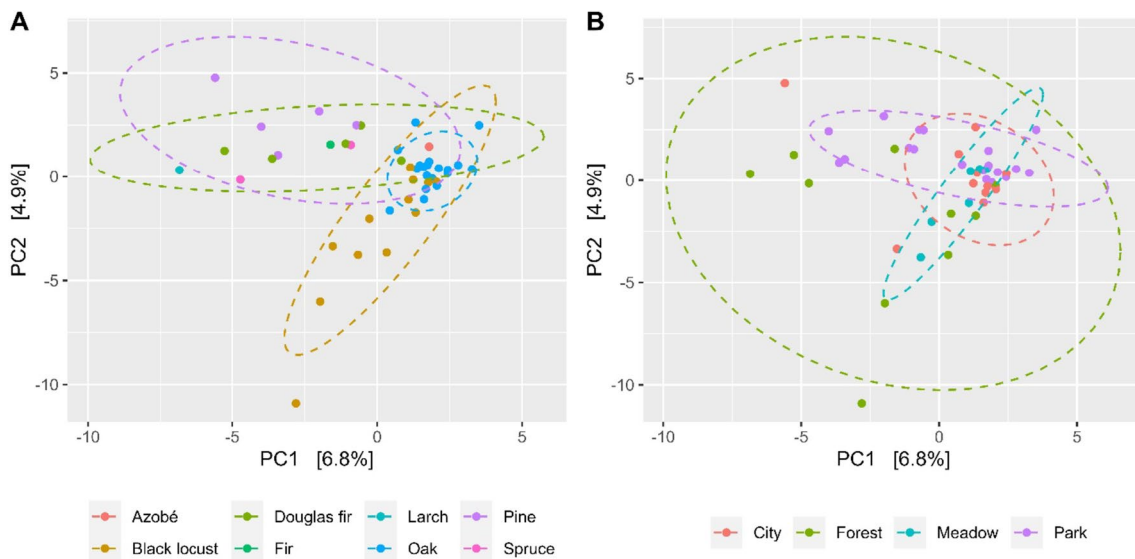 A
5
0
-5
-10
PC2 [4.9%]
-10
-5
0
5
PC1 [6.8%]
Azobé
Douglas fir
Larch
Pine
Black locust
Fir
Oak
Spruce
B
5
0
-5
-10
PC2 [4.9%]
-10
-5
0
5
PC1 [6.8%]
City
Forest
Meadow
Park